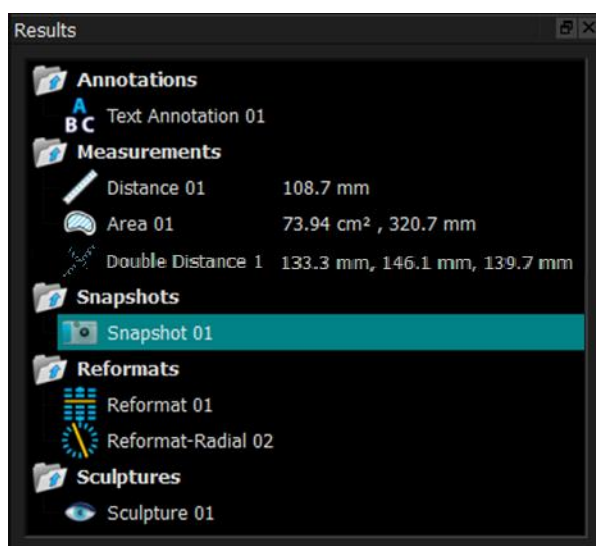 Results
Annotations
A
B C
Text Annotation 01
Measurements
Distance 01 108.7 mm
Area 01 73.94 cm² , 320.7 mm
Double Distance 1 133.3 mm, 146.1 mm, 139.7 mm
Snapshots
Snapshot 01
Reformats
Reformat 01
Reformat-Radial 02
Sculptures
Sculpture 01